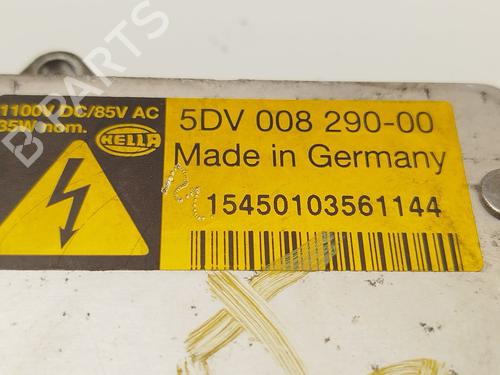 1100V DC/85V AC
35W nom.
HELLA
5DV 008 290-00
Made in Germany
15450103561144
B-PARTS